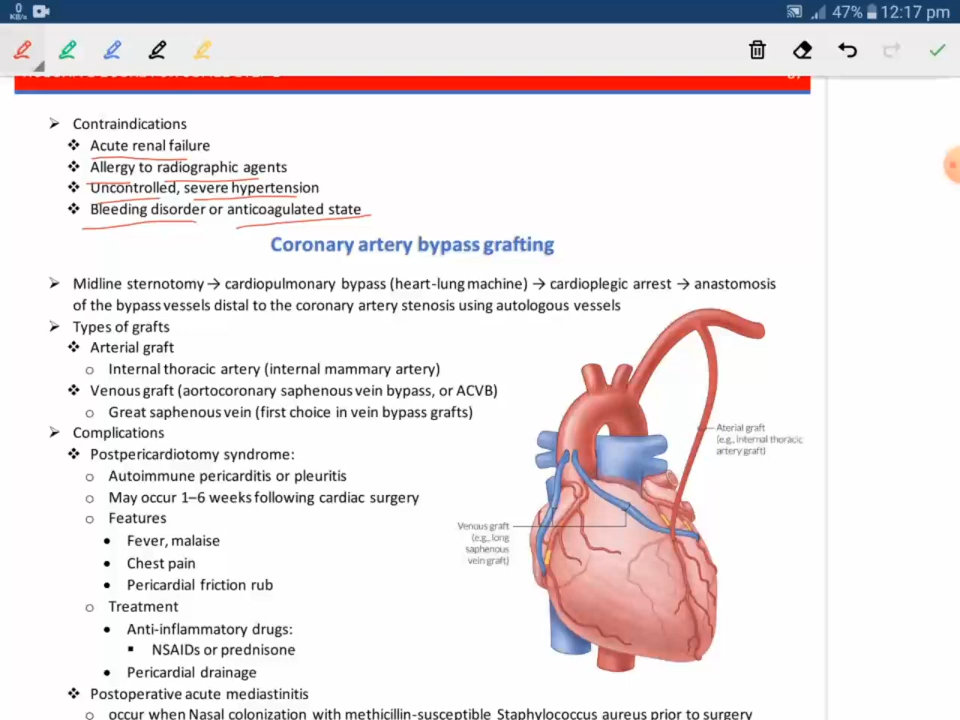 0
KB/s
47% 12:17 pm
➤ Contraindications
❖ Acute renal failure
❖ Allergy to radiographic agents
❖ Uncontrolled, severe hypertension
❖ Bleeding disorder or anticoagulated state
Coronary artery bypass grafting
➤ Midline sternotomy → cardiopulmonary bypass (heart-lung machine) → cardioplegic arrest → anastomosis
of the bypass vessels distal to the coronary artery stenosis using autologous vessels
➤ Types of grafts
❖ Arterial graft
o Internal thoracic artery (internal mammary artery)
❖ Venous graft (aortocoronary saphenous vein bypass, or ACVB)
o Great saphenous vein (first choice in vein bypass grafts)
➤ Complications
❖ Postpericardiotomy syndrome:
o Autoimmune pericarditis or pleuritis
o May occur 1–6 weeks following cardiac surgery
o Features
• Fever, malaise
• Chest pain
• Pericardial friction rub
o Treatment
• Anti-inflammatory drugs:
▪ NSAIDs or prednisone
• Pericardial drainage
❖ Postoperative acute mediastinitis
o occur when Nasal colonization with methicillin-susceptible Staphylococcus aureus prior to surgery
Aterial graft
(e.g., internal thoracic
artery graft)
Venous graft
(e.g., long
saphenous
vein graft)